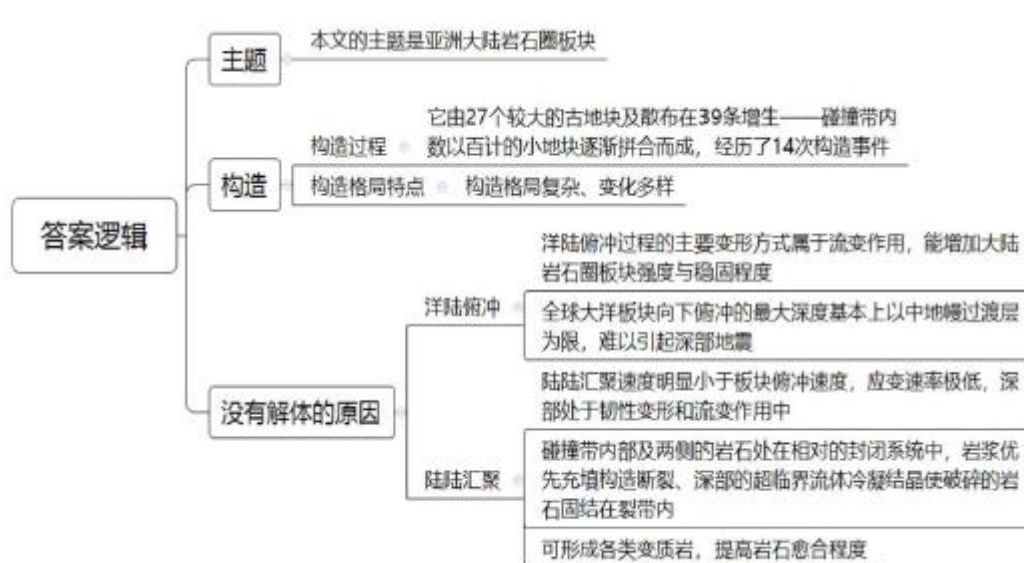 答案逻辑
主题
本文的主题是亚洲大陆岩石圈板块
构造
构造过程
它由27个较大的古地块及散布在39条增生——碰撞带内
数以百计的小地块逐渐拼合而成，经历了14次构造事件
构造格局特点
构造格局复杂、变化多样
没有解体的原因
洋陆俯冲
洋陆俯冲过程的主要变形方式属于流变作用，能增加大陆
岩石圈板块强度与稳固程度
全球大洋板块向下俯冲的最大深度基本上以中地幔过渡层
为限，难以引起深部地震
陆陆汇聚
陆陆汇聚速度明显小于板块俯冲速度，应变速率极低，深
部处于韧性变形和流变作用中
碰撞带内部及两侧的岩石处在相对的封闭系统中，岩浆优
先充填构造断裂、深部的超临界流体冷凝结晶使破碎的岩
石固结在裂带内
可形成各类变质岩，提高岩石愈合程度